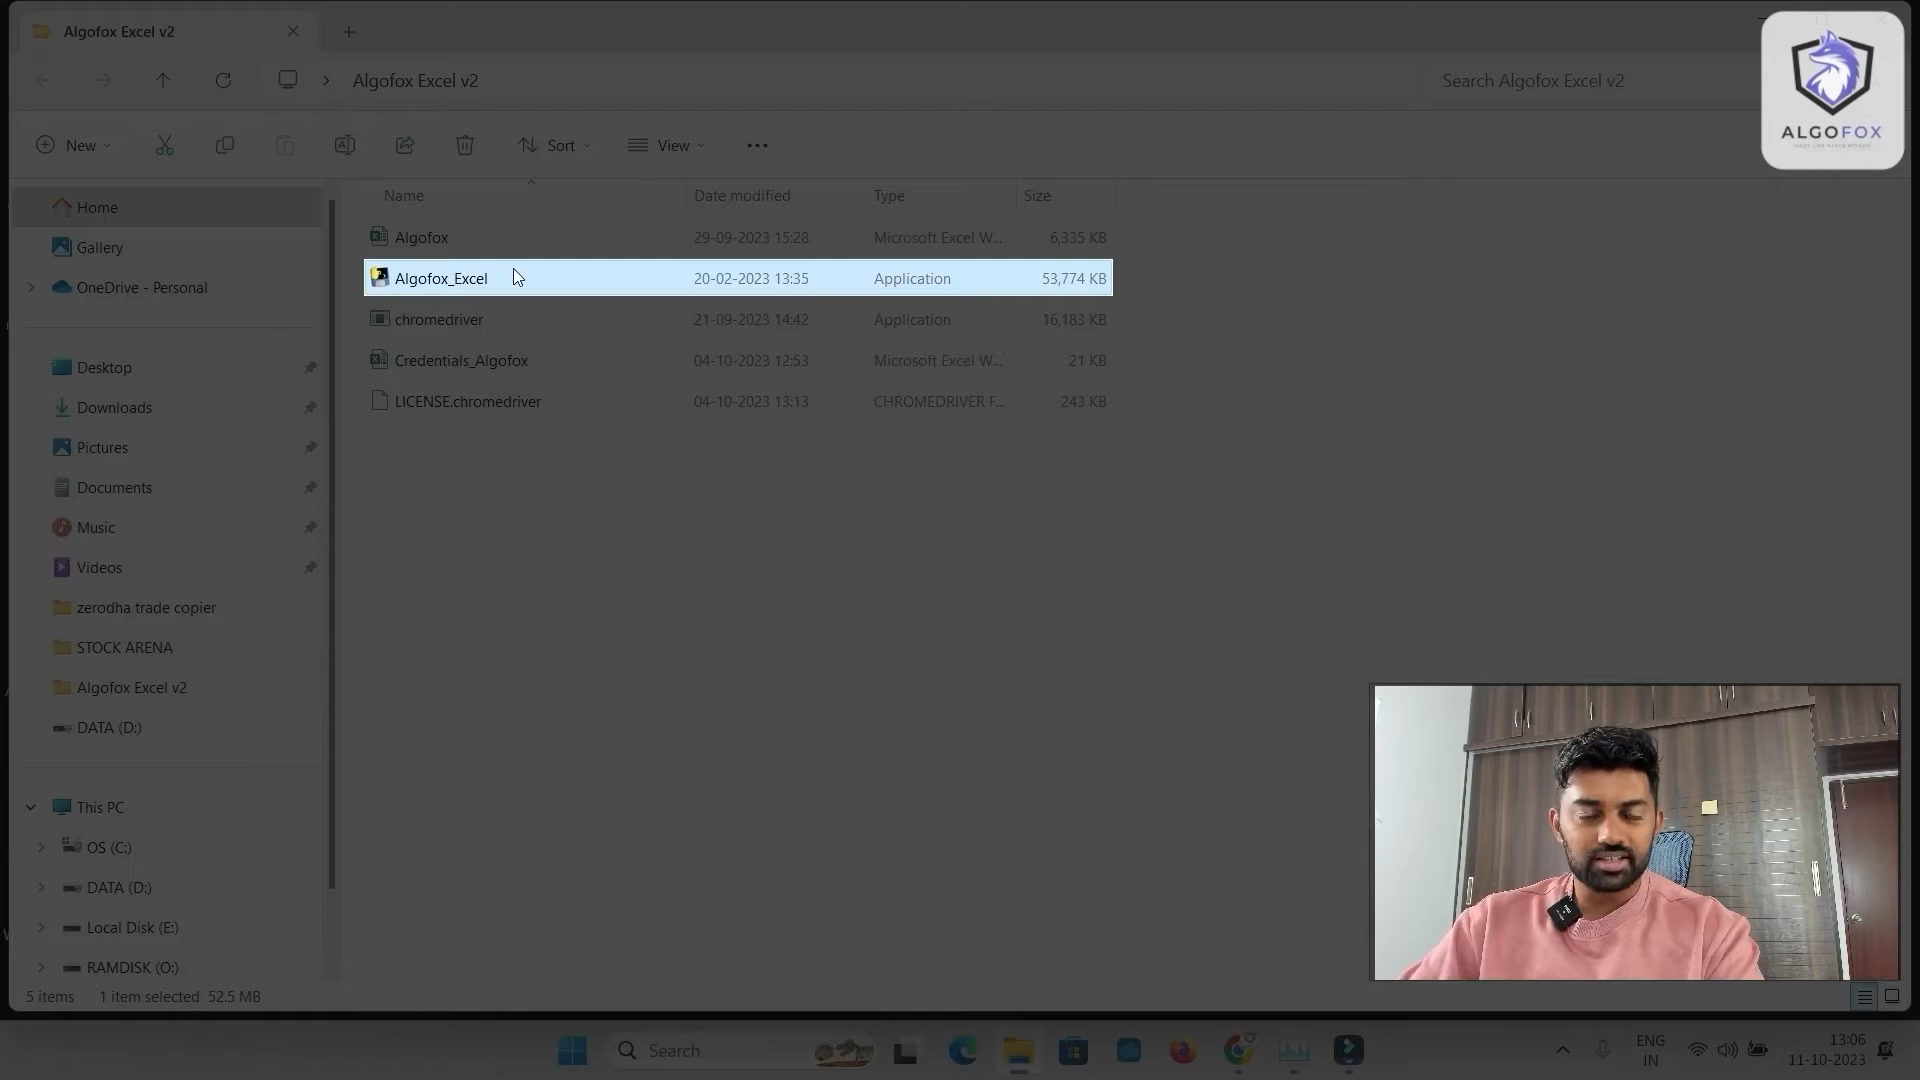 Algofox Excel v2
Algofox Excel v2
Search Algofox Excel v2
ALGOFOX
New
Sort
View
Name Date modified Type Size
Home
Gallery
OneDrive - Personal
Desktop
Downloads
Pictures
Documents
Music
Videos
zerodha trade copier
STOCK ARENA
Algofox Excel v2
DATA (D:)
This PC
OS (C:)
DATA (D:)
Local Disk (E:)
RAMDISK (O:)
Algofox 29-09-2023 15:28 Microsoft Excel W... 6,335 KB
Algofox_Excel 20-02-2023 13:35 Application 53,774 KB
chromedriver 21-09-2023 14:42 Application 16,183 KB
Credentials_Algofox 04-10-2023 12:53 Microsoft Excel W... 21 KB
LICENSE.chromedriver 04-10-2023 13:13 CHROMEDRIVER F... 243 KB
5 items 1 item selected 52.5 MB
Search
ENG
IN
13:06
11-10-2023